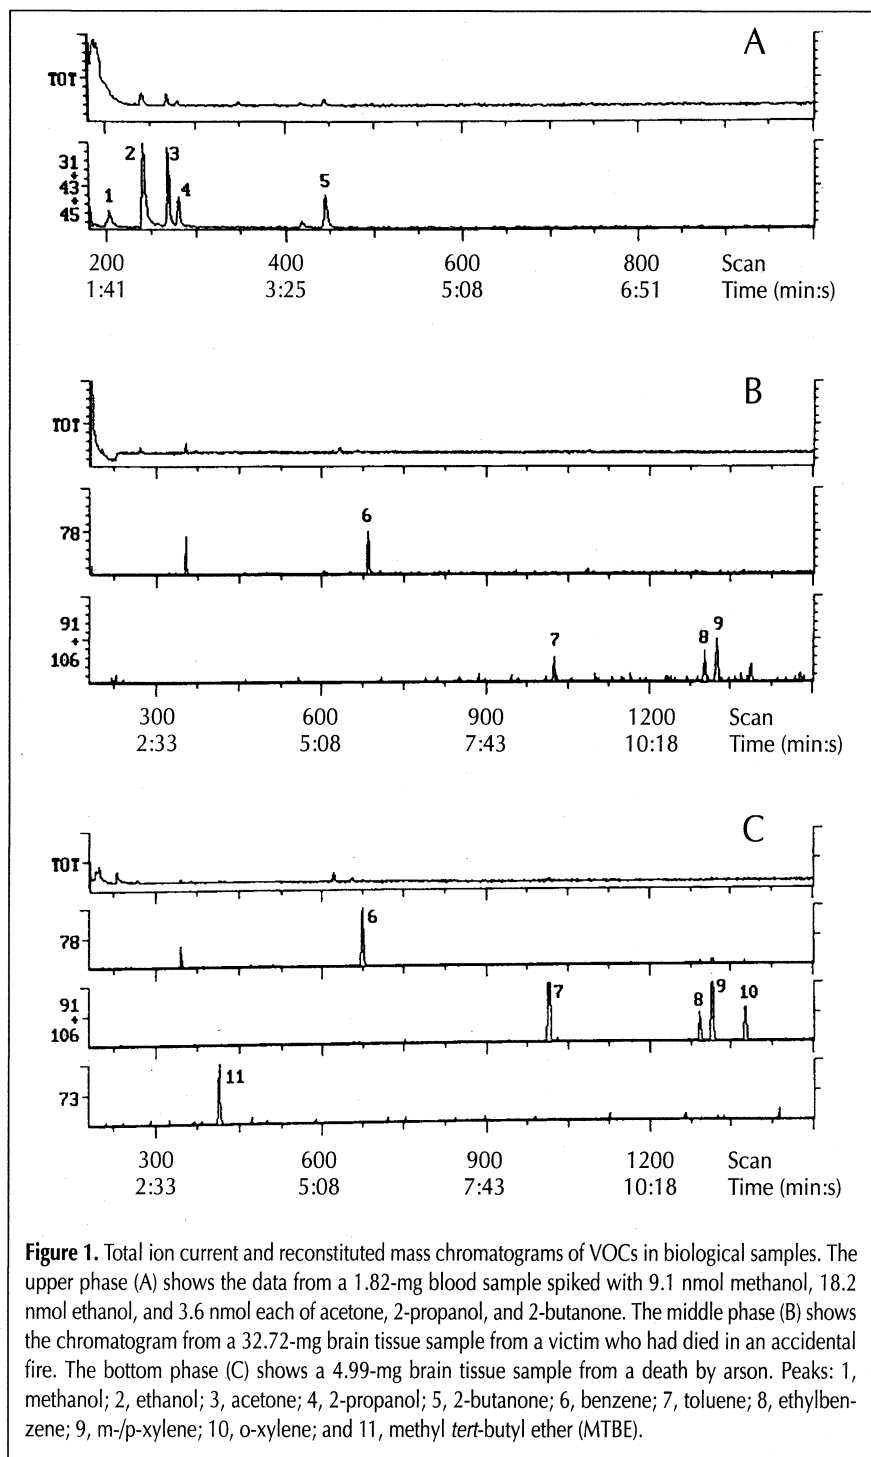 A
TOT
31
+
43
+
45
1
2
3
4
5
200 400 600 800 Scan
1:41 3:25 5:08 6:51 Time (min:s)
B
TOT
78
6
91
+
106
7
8
9
300 600 900 1200 Scan
2:33 5:08 7:43 10:18 Time (min:s)
C
TOT
78
6
91
+
106
7
8
9
10
73
11
300 600 900 1200 Scan
2:33 5:08 7:43 10:18 Time (min:s)
Figure 1. Total ion current and reconstituted mass chromatograms of VOCs in biological samples. The
upper phase (A) shows the data from a 1.82-mg blood sample spiked with 9.1 nmol methanol, 18.2
nmol ethanol, and 3.6 nmol each of acetone, 2-propanol, and 2-butanone. The middle phase (B) shows
the chromatogram from a 32.72-mg brain tissue sample from a victim who had died in an accidental
fire. The bottom phase (C) shows a 4.99-mg brain tissue sample from a death by arson. Peaks: 1,
methanol; 2, ethanol; 3, acetone; 4, 2-propanol; 5, 2-butanone; 6, benzene; 7, toluene; 8, ethylben-
zene; 9, m-/p-xylene; 10, o-xylene; and 11, methyl tert-butyl ether (MTBE).